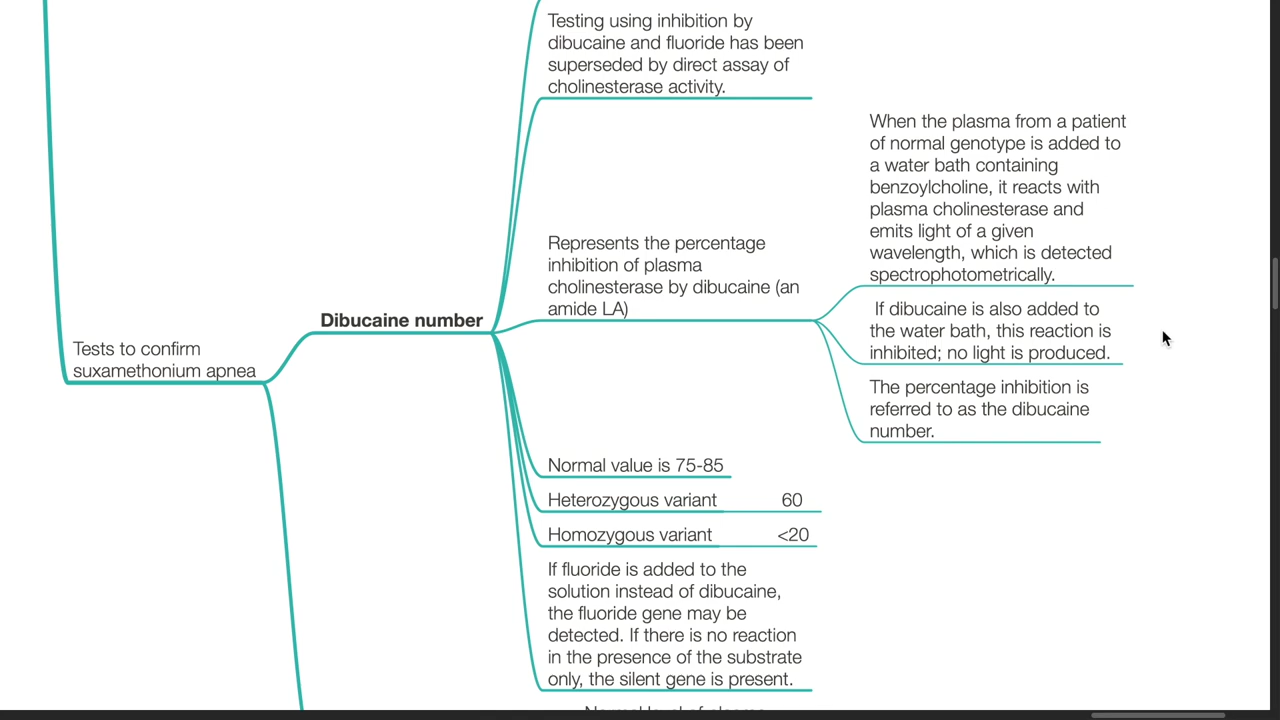 Testing using inhibition by
dibucaine and fluoride has been
superseded by direct assay of
cholinesterase activity.
When the plasma from a patient
of normal genotype is added to
a water bath containing
benzoylcholine, it reacts with
plasma cholinesterase and
emits light of a given
wavelength, which is detected
spectrophotometrically.
Represents the percentage
inhibition of plasma
cholinesterase by dibucaine (an
amide LA)
If dibucaine is also added to
the water bath, this reaction is
inhibited; no light is produced.
Dibucaine number
Tests to confirm
suxamethonium apnea
The percentage inhibition is
referred to as the dibucaine
number.
Normal value is 75-85
Heterozygous variant 60
Homozygous variant <20
If fluoride is added to the
solution instead of dibucaine,
the fluoride gene may be
detected. If there is no reaction
in the presence of the substrate
only, the silent gene is present.